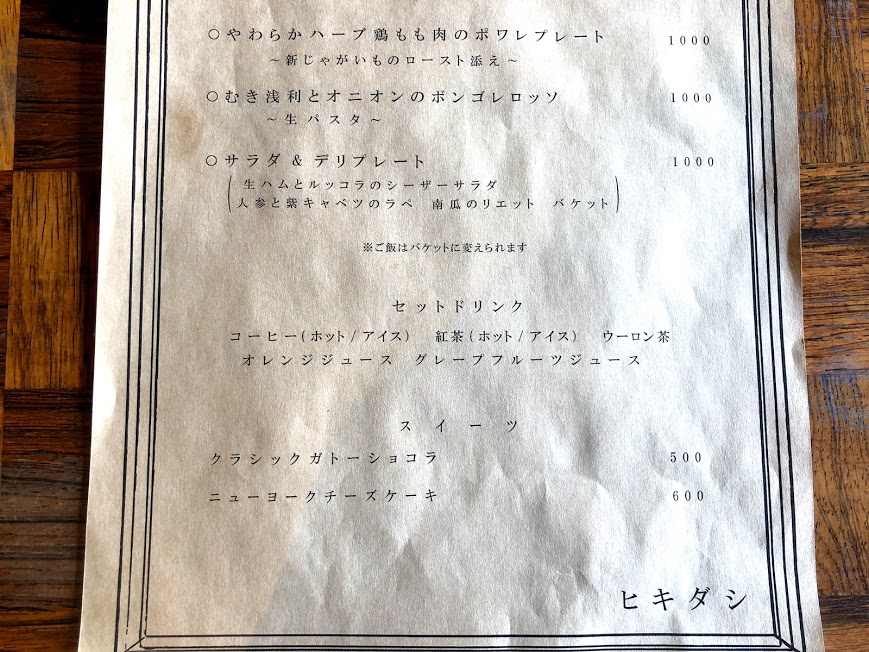 ○やわらかハーブ鶏もも肉のポワレプレート 1000
～新じゃがいものロースト添え～
○むき浅利とオニオンのボンゴレロッソ 1000
～生パスタ～
○サラダ&デリプレート 1000
(生ハムとルッコラのシーザーサラダ
人参と紫キャベツのラペ 南瓜のリエット バケット)
※ご飯はバケットに変えられます
セットドリンク
コーヒー(ホット/アイス) 紅茶(ホット/アイス) ウーロン茶
オレンジジュース グレープフルーツジュース
スイーツ
クラシックガトーショコラ 500
ニューヨークチーズケーキ 600
ヒキダシ